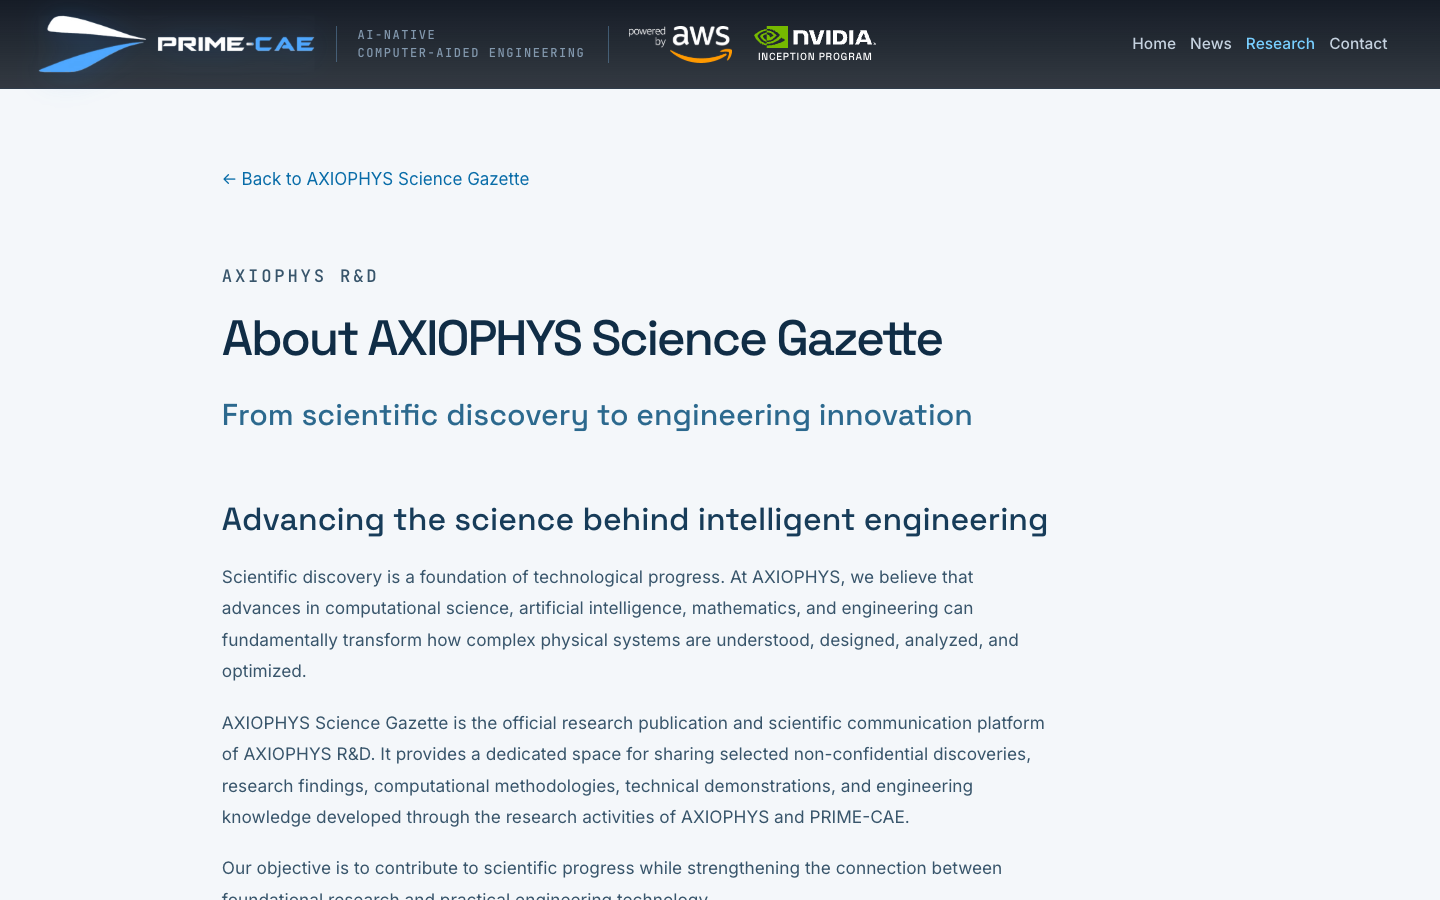 PRIME-CAE
AI-NATIVE
COMPUTER-AIDED ENGINEERING
powered
by
aws
NVIDIA.
INCEPTION PROGRAM
Home
News
Research
Contact
← Back to AXIOPHYS Science Gazette
AXIOPHYS R&D
About AXIOPHYS Science Gazette
From scientific discovery to engineering innovation
Advancing the science behind intelligent engineering
Scientific discovery is a foundation of technological progress. At AXIOPHYS, we believe that
advances in computational science, artificial intelligence, mathematics, and engineering can
fundamentally transform how complex physical systems are understood, designed, analyzed, and
optimized.
AXIOPHYS Science Gazette is the official research publication and scientific communication platform
of AXIOPHYS R&D. It provides a dedicated space for sharing selected non-confidential discoveries,
research findings, computational methodologies, technical demonstrations, and engineering
knowledge developed through the research activities of AXIOPHYS and PRIME-CAE.
Our objective is to contribute to scientific progress while strengthening the connection between
foundational research and practical engineering technology.